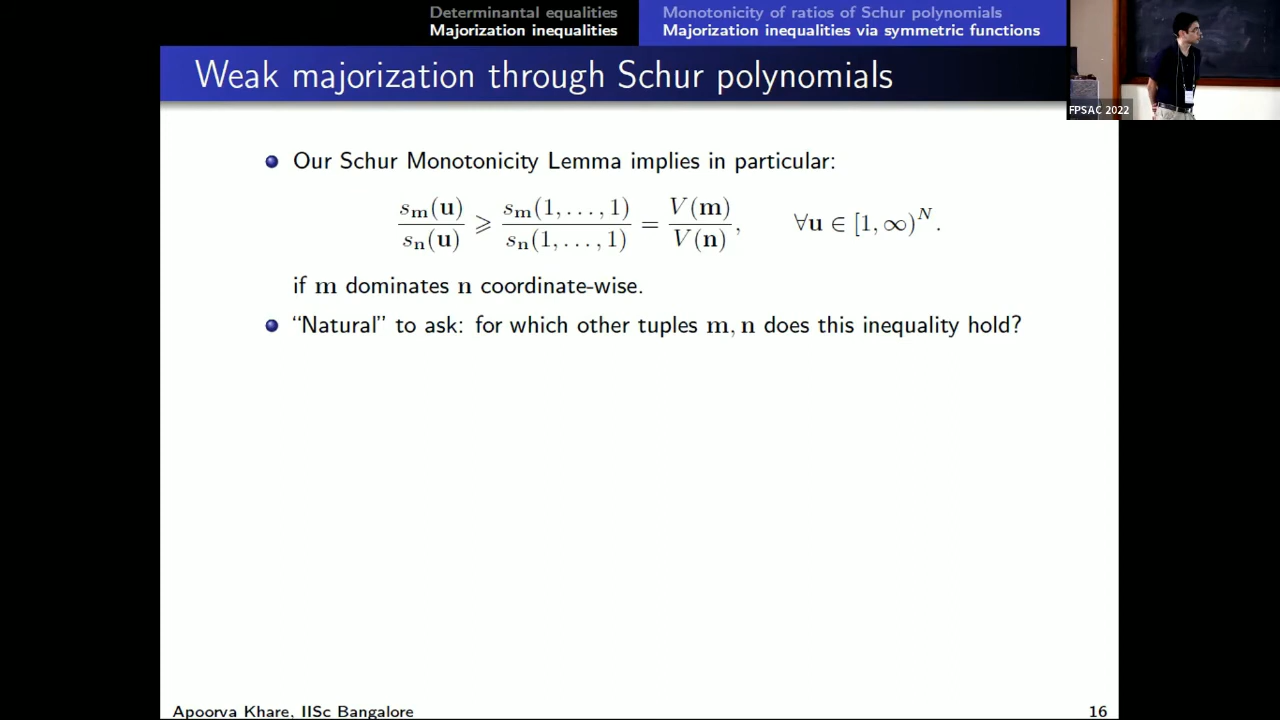 Determinantal equalities
Majorization inequalities
Monotonicity of ratios of Schur polynomials
Majorization inequalities via symmetric functions
FPSAC 2022
Weak majorization through Schur polynomials
Our Schur Monotonicity Lemma implies in particular:
s_m(u)/s_n(u) ⩾ s_m(1, . . . , 1)/s_n(1, . . . , 1) = V(m)/V(n), ∀u ∈ [1, ∞)^N.
if m dominates n coordinate-wise.
“Natural” to ask: for which other tuples m, n does this inequality hold?
Apoorva Khare, IISc Bangalore
16